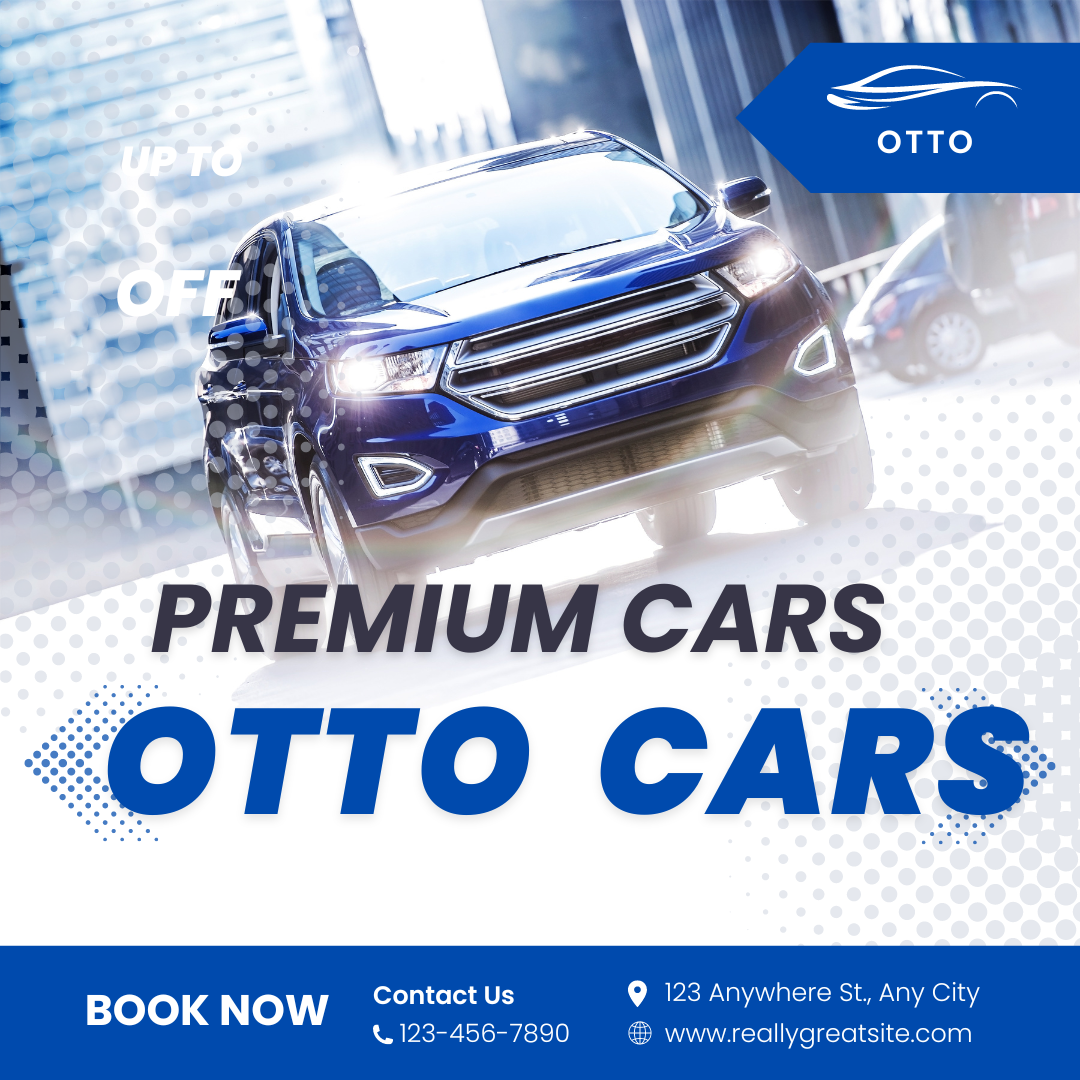 OTTO
UP TO
OFF
PREMIUM CARS
OTTO CARS
BOOK NOW
Contact Us
123-456-7890
123 Anywhere St., Any City
www.reallygreatsite.com